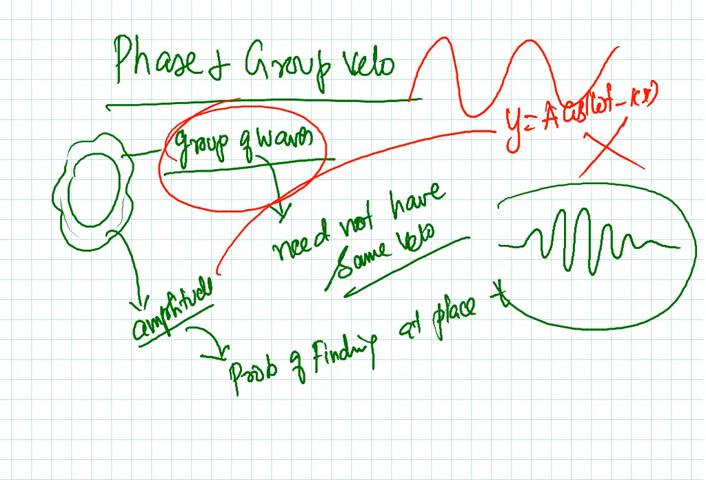 Phase & Group velo
y = A cos(ωt - kx)
group of waves
need not have
same velo
amplitude
Prob of Finding at place x